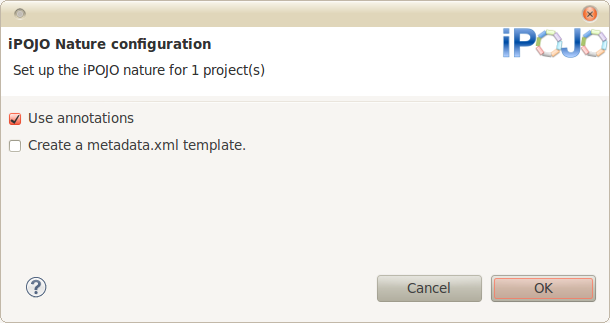 iPOJO Nature configuration
iPOJO
Set up the iPOJO nature for 1 project(s)
Use annotations
Create a metadata.xml template.
?
Cancel
OK